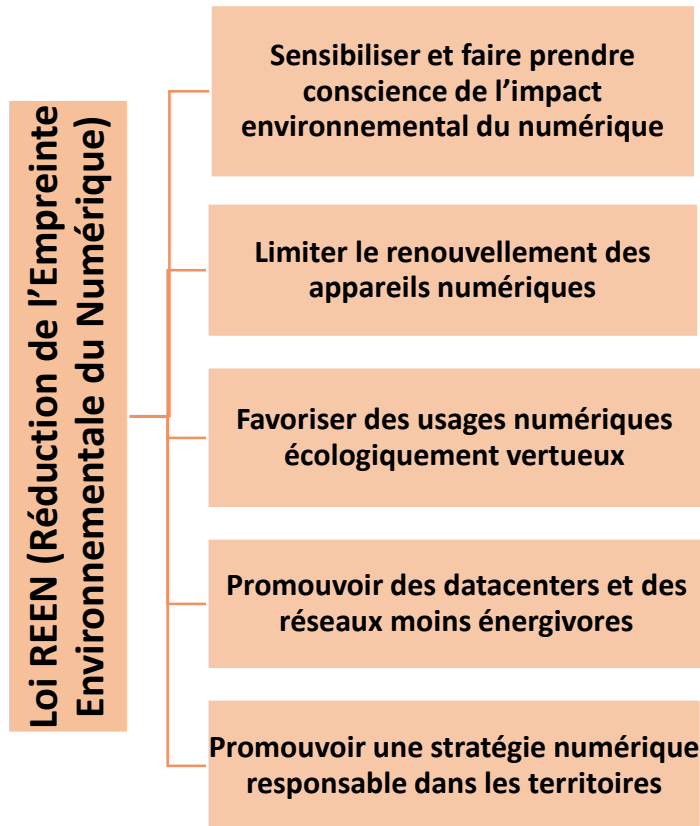 Loi REEN (Réduction de l’Empreinte
Environnementale du Numérique)
Sensibiliser et faire prendre
conscience de l’impact
environnemental du numérique
Limiter le renouvellement des
appareils numériques
Favoriser des usages numériques
écologiquement vertueux
Promouvoir des datacenters et des
réseaux moins énergivores
Promouvoir une stratégie numérique
responsable dans les territoires